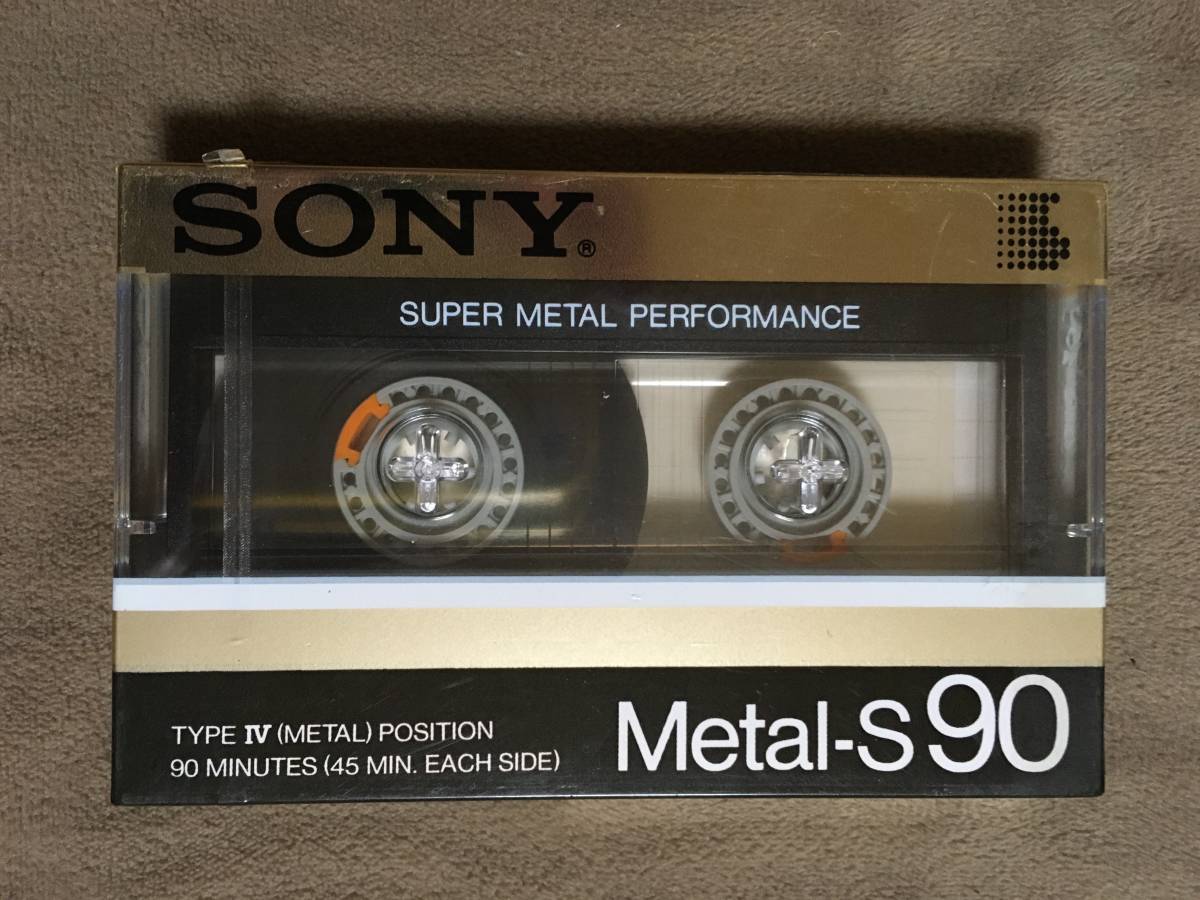 SONY®
SUPER METAL PERFORMANCE
TYPE IV (METAL) POSITION
90 MINUTES (45 MIN. EACH SIDE)
Metal-S 90